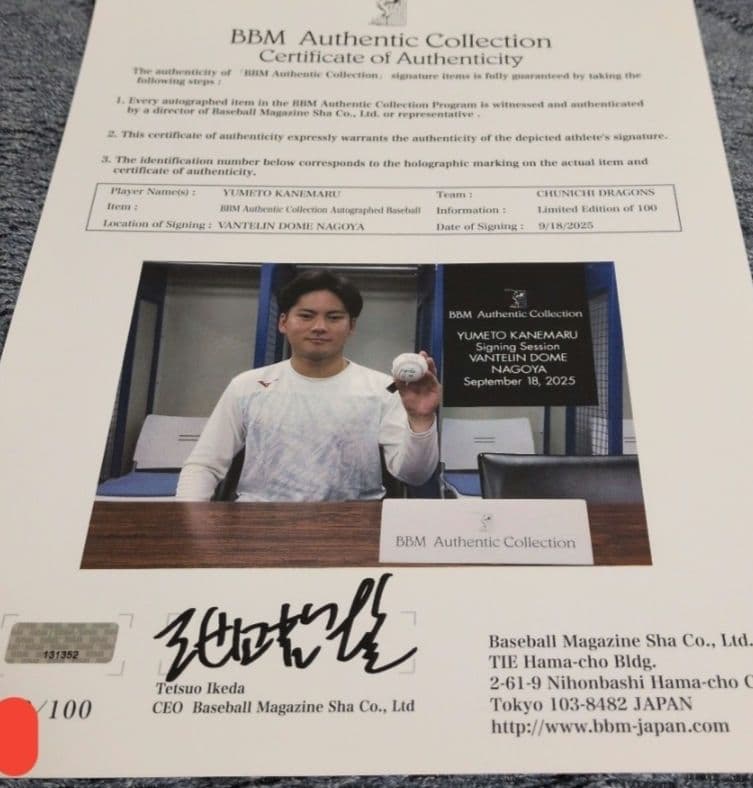 BBM Authentic Collection
Certificate of Authenticity
The authenticity of 「BBM Authentic Collection」 signature items is fully guaranteed by taking the
following steps :
1. Every autographed item in the BBM Authentic Collection Program is witnessed and authenticated
by a director of Baseball Magazine Sha Co., Ltd. or representative .
2. This certificate of authenticity expressly warrants the authenticity of the depicted athlete's signature.
3. The identification number below corresponds to the holographic marking on the actual item and
certificate of authenticity.
Player Name(s) : YUMETO KANEMARU Team : CHUNICHI DRAGONS
Item : BBM Authentic Collection Autographed Baseball Information : Limited Edition of 100
Location of Signing : VANTELIN DOME NAGOYA Date of Signing : 9/18/2025
BBM Authentic Collection
YUMETO KANEMARU
Signing Session
VANTELIN DOME
NAGOYA
September 18, 2025
BBM Authentic Collection
131352
/100
池田哲雄
Tetsuo Ikeda
CEO Baseball Magazine Sha Co., Ltd
Baseball Magazine Sha Co., Ltd.
TIE Hama-cho Bldg.
2-61-9 Nihonbashi Hama-cho C
Tokyo 103-8482 JAPAN
http://www.bbm-japan.com